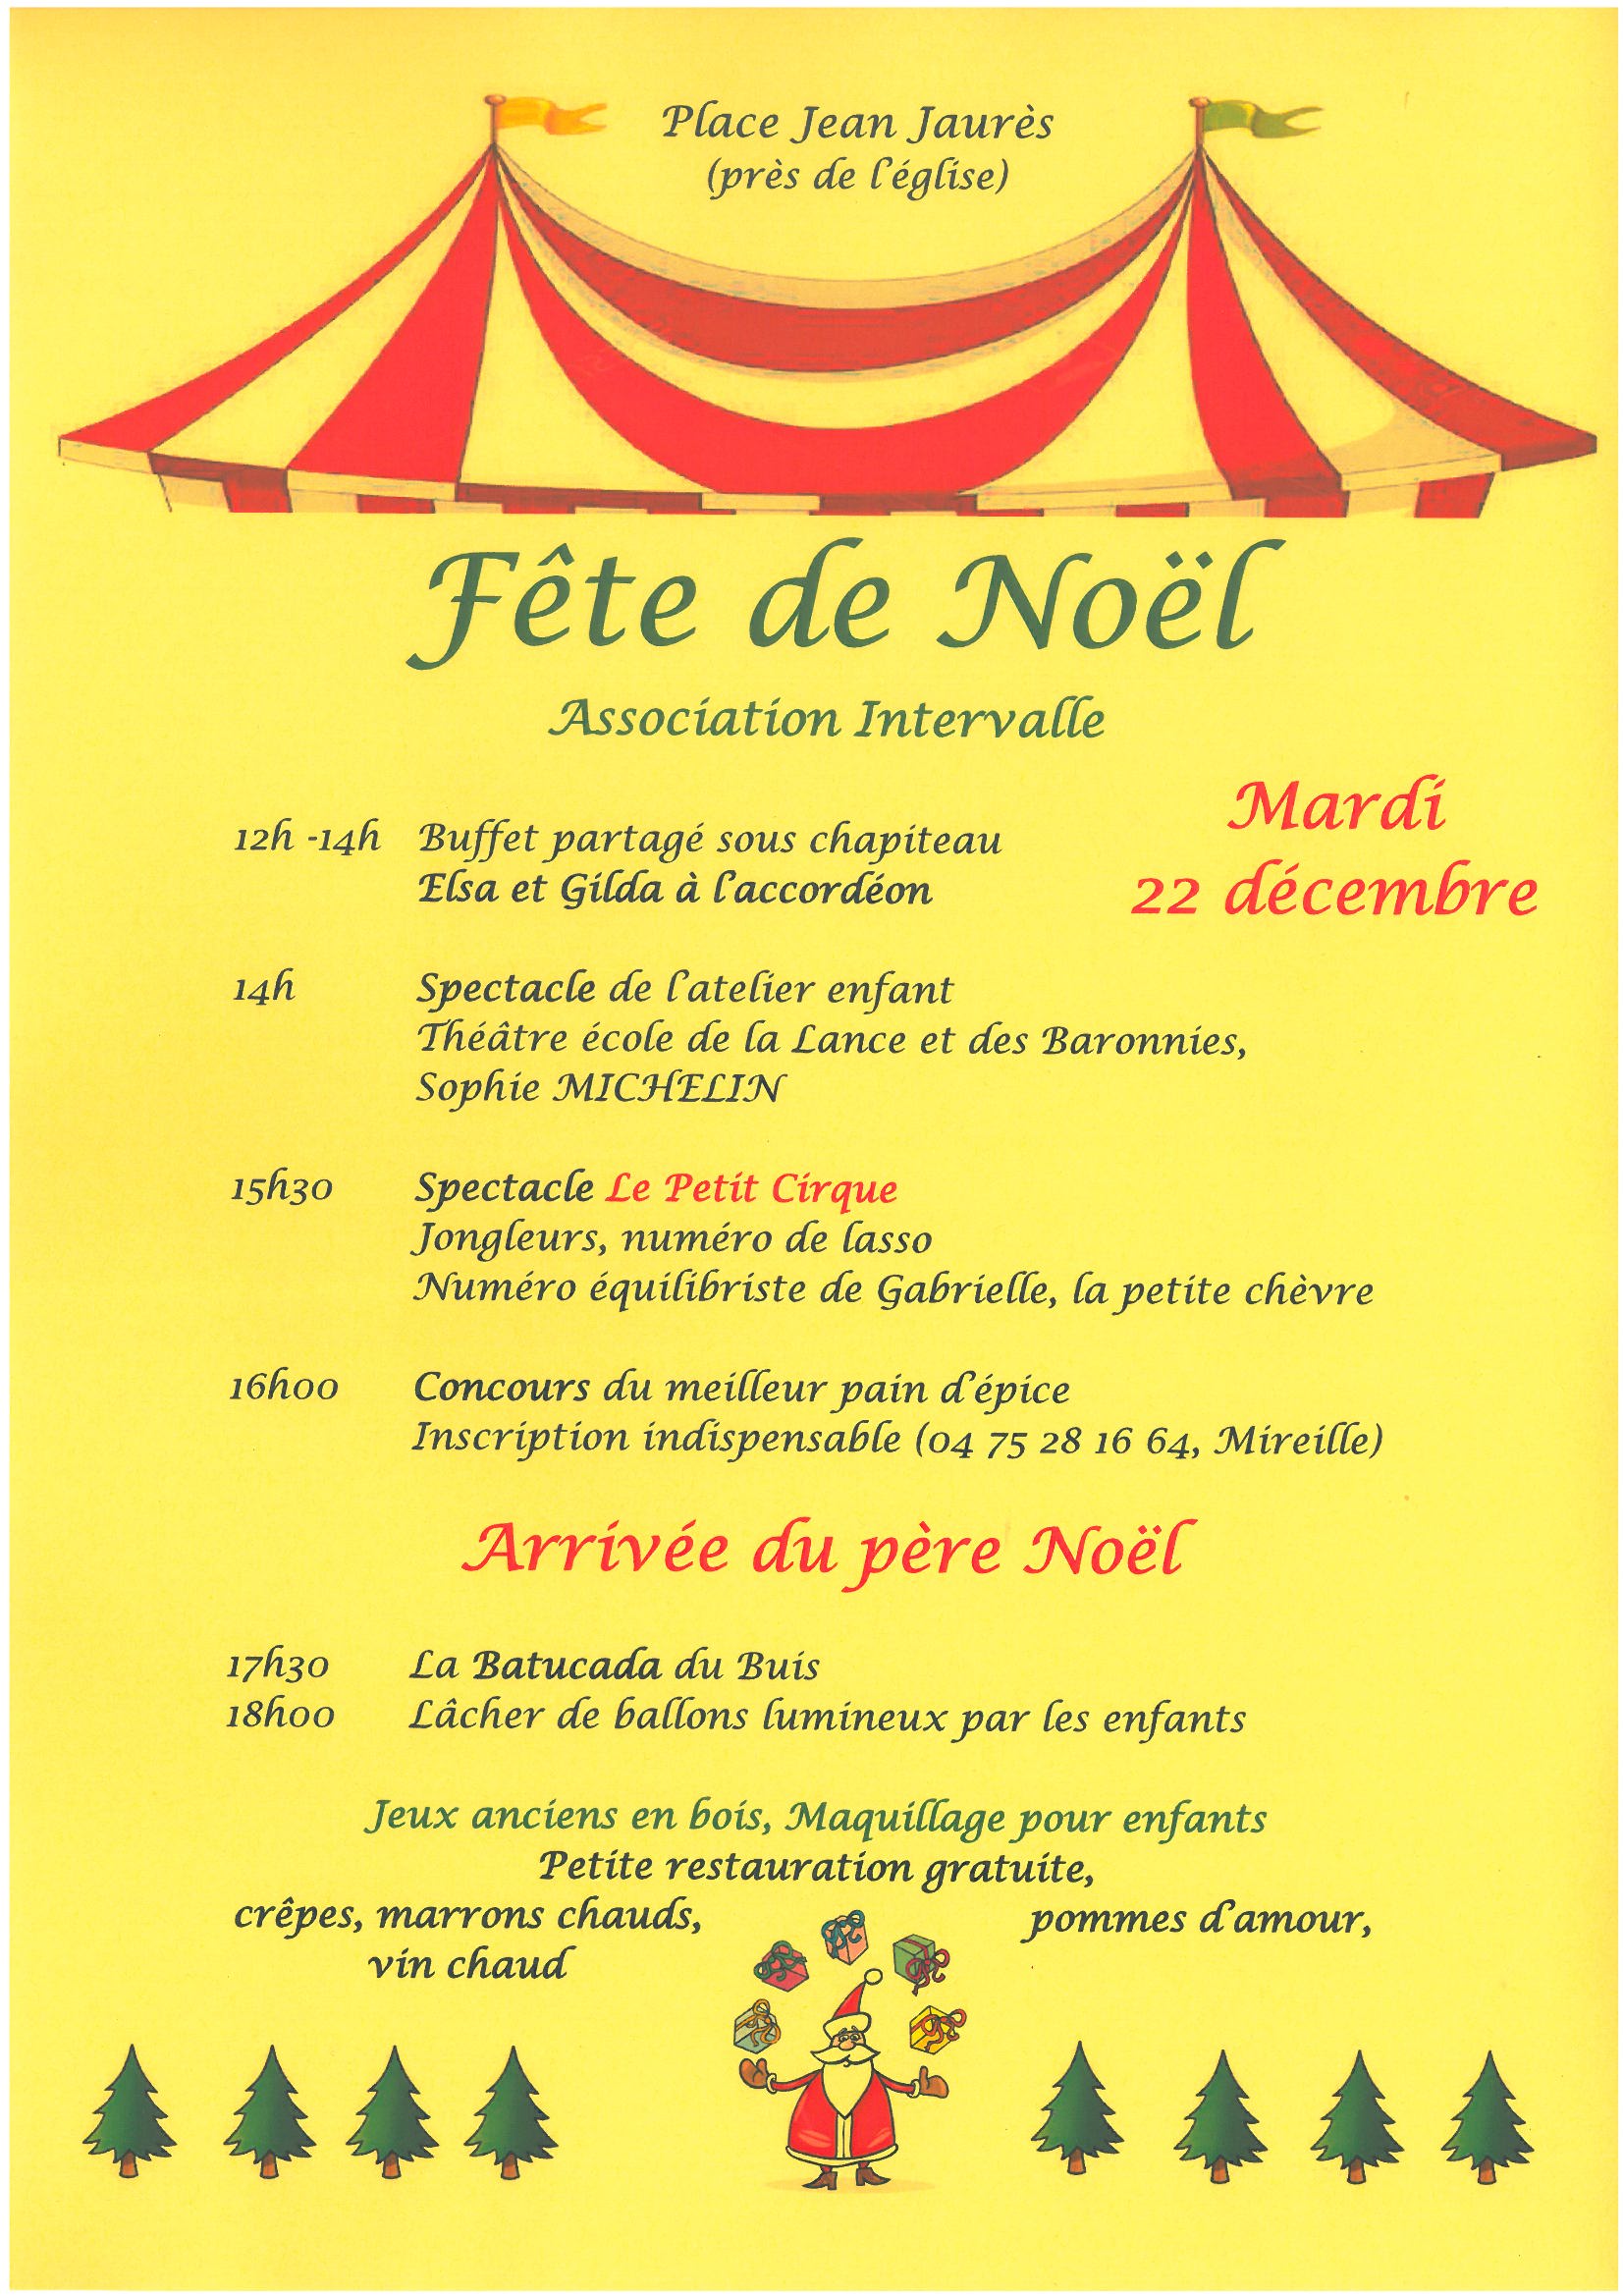 Place Jean Jaurès
(près de l'église)
Fête de Noël
Association Intervalle
Mardi
22 décembre
12h -14h Buffet partagé sous chapiteau
Elsa et Gilda à l'accordéon
14h Spectacle de l'atelier enfant
Théâtre école de la Lance et des Baronnies,
Sophie MICHELIN
15h30 Spectacle Le Petit Cirque
Jongleurs, numéro de lasso
Numéro équilibriste de Gabrielle, la petite chèvre
16h00 Concours du meilleur pain d'épice
Inscription indispensable (04 75 28 16 64, Mireille)
Arrivée du père Noël
17h30 La Batucada du Buis
18h00 Lâcher de ballons lumineux par les enfants
Jeux anciens en bois, Maquillage pour enfants
Petite restauration gratuite,
crêpes, marrons chauds, pommes d'amour,
vin chaud